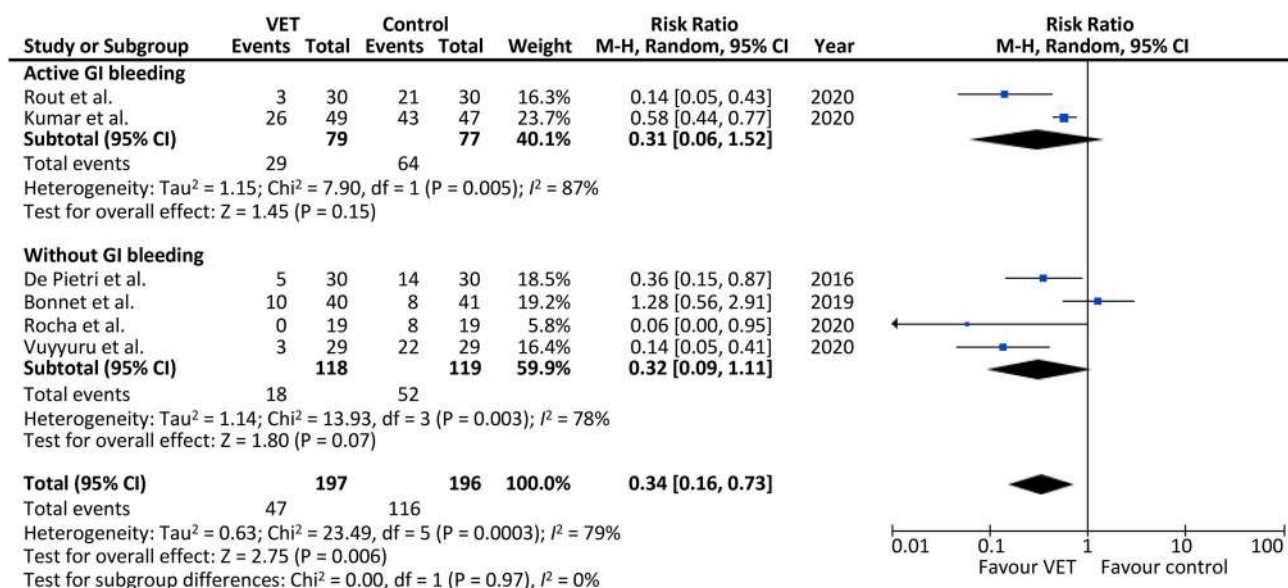 VET Control Risk Ratio Risk Ratio
Study or Subgroup Events Total Events Total Weight M-H, Random, 95% CI Year M-H, Random, 95% CI
Active GI bleeding
Rout et al. 3 30 21 30 16.3% 0.14 [0.05, 0.43] 2020
Kumar et al. 26 49 43 47 23.7% 0.58 [0.44, 0.77] 2020
Subtotal (95% CI) 79 77 40.1% 0.31 [0.06, 1.52]
Total events 29 64
Heterogeneity: Tau² = 1.15; Chi² = 7.90, df = 1 (P = 0.005); I² = 87%
Test for overall effect: Z = 1.45 (P = 0.15)
Without GI bleeding
De Pietri et al. 5 30 14 30 18.5% 0.36 [0.15, 0.87] 2016
Bonnet et al. 10 40 8 41 19.2% 1.28 [0.56, 2.91] 2019
Rocha et al. 0 19 8 19 5.8% 0.06 [0.00, 0.95] 2020
Vuyyuru et al. 3 29 22 29 16.4% 0.14 [0.05, 0.41] 2020
Subtotal (95% CI) 118 119 59.9% 0.32 [0.09, 1.11]
Total events 18 52
Heterogeneity: Tau² = 1.14; Chi² = 13.93, df = 3 (P = 0.003); I² = 78%
Test for overall effect: Z = 1.80 (P = 0.07)
Total (95% CI) 197 196 100.0% 0.34 [0.16, 0.73]
Total events 47 116
Heterogeneity: Tau² = 0.63; Chi² = 23.49, df = 5 (P = 0.0003); I² = 79%
Test for overall effect: Z = 2.75 (P = 0.006)
Test for subgroup differences: Chi² = 0.00, df = 1 (P = 0.97), I² = 0%
0.01 0.1 1 10 100
Favour VET Favour control